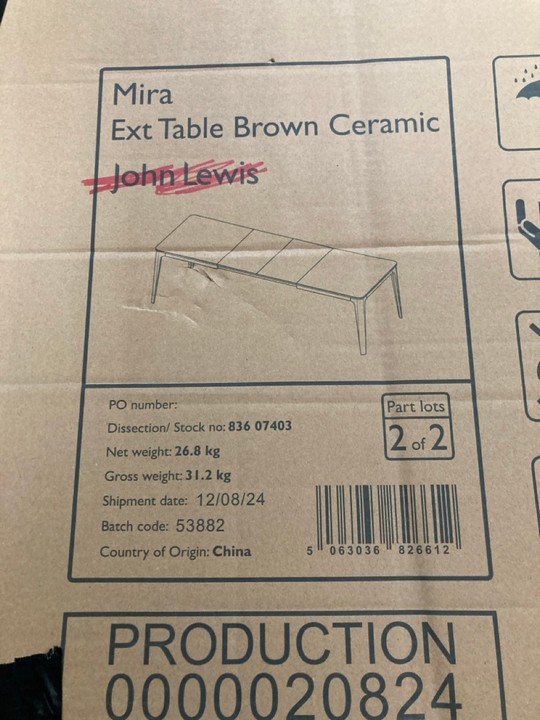 Mira
Ext Table Brown Ceramic
John Lewis
PO number:
Dissection/ Stock no: 836 07403
Net weight: 26.8 kg
Gross weight: 31.2 kg
Shipment date: 12/08/24
Batch code: 53882
Country of Origin: China
Part lots
2 of 2
5 063036 826612
PRODUCTION
0000020824